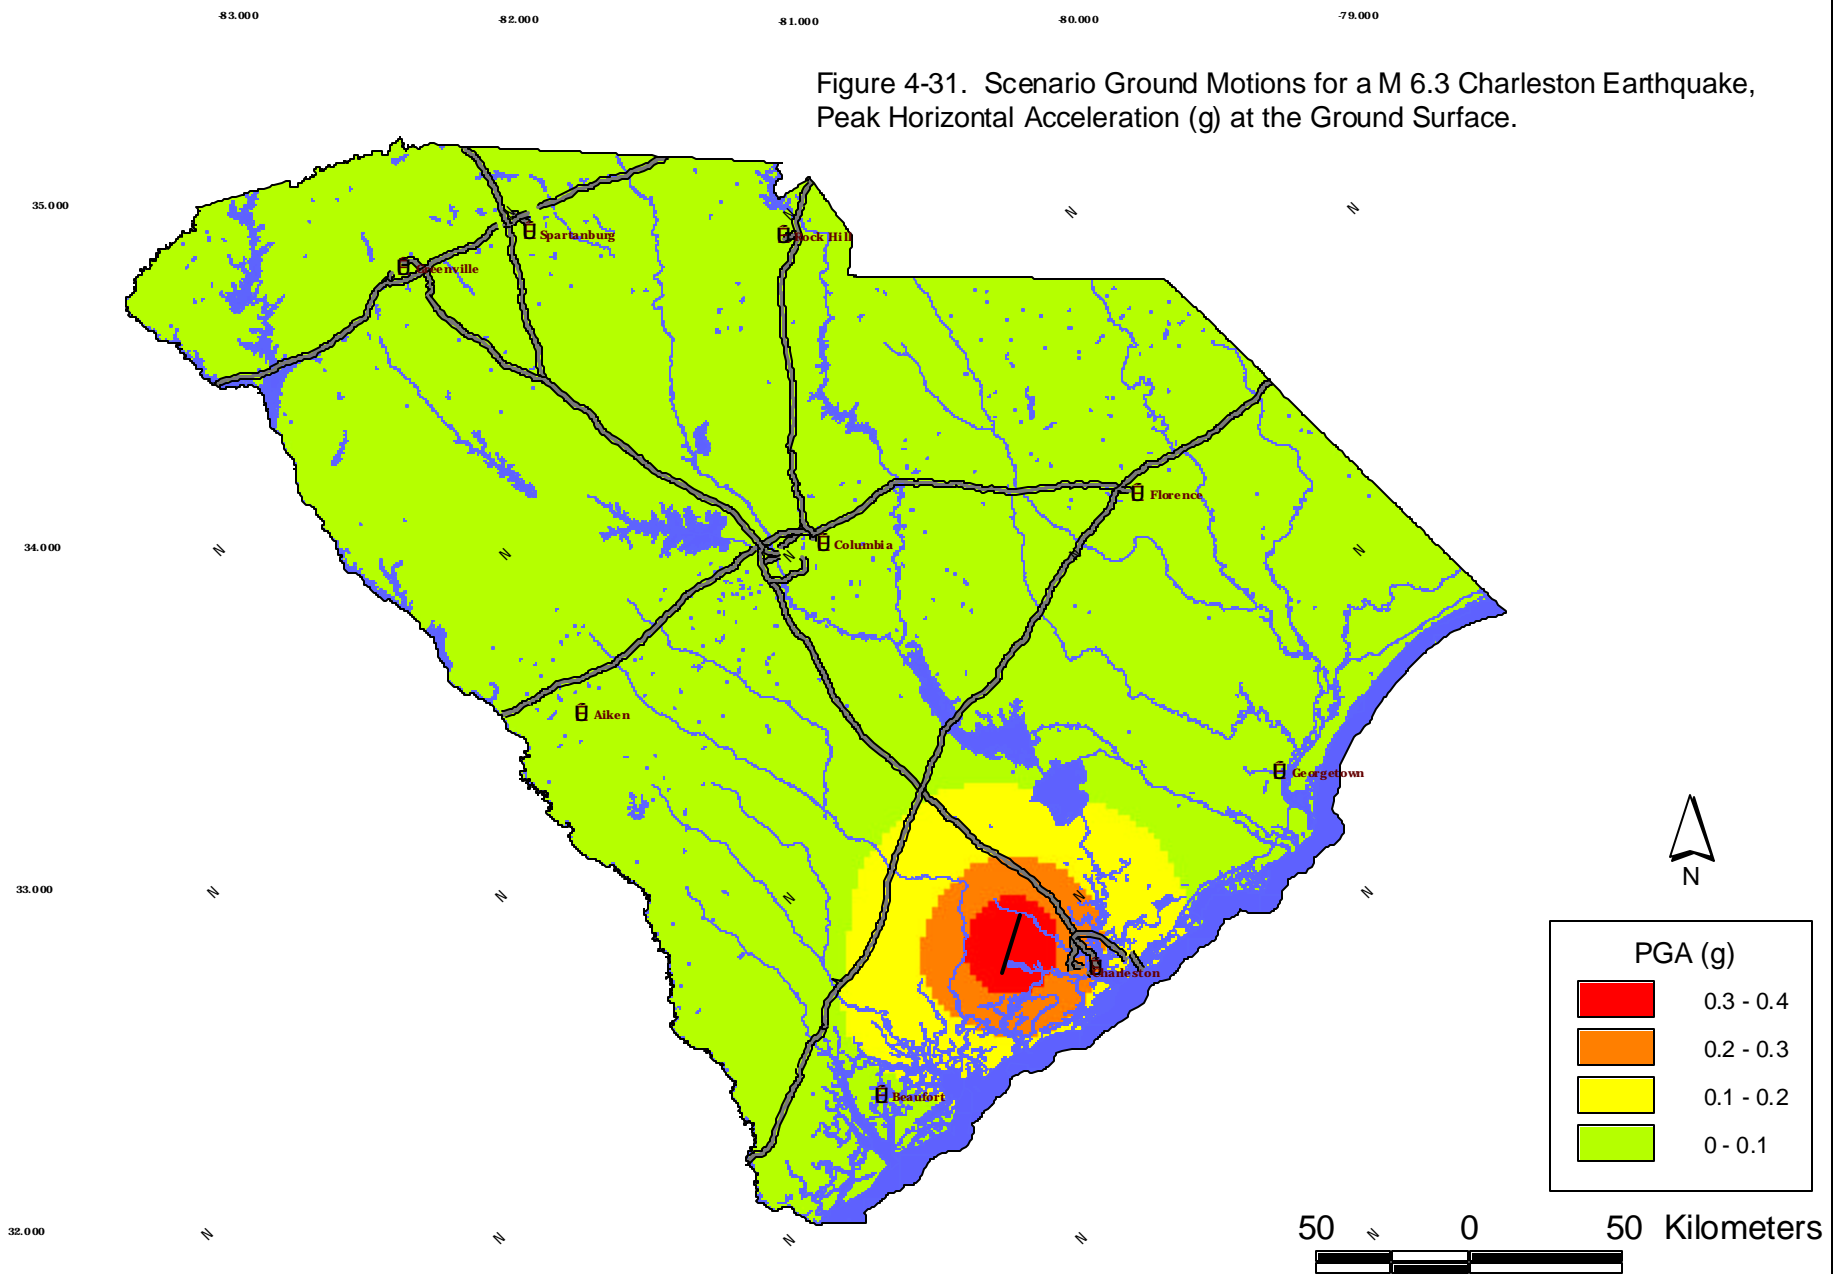 -83.000 -82.000 -81.000 -80.000 -79.000
Figure 4-31. Scenario Ground Motions for a M 6.3 Charleston Earthquake,
Peak Horizontal Acceleration (g) at the Ground Surface.
35.000
N N N
Spartanburg
Rock Hill
Greenville
Florence
34.000
Columbia
N N N N
Aiken
Georgetown
N
33.000
N N N N N
PGA (g)
Charleston
0.3 - 0.4
0.2 - 0.3
0.1 - 0.2
Beaufort
0 - 0.1
32.000
N N N N N
50 0 50 Kilometers